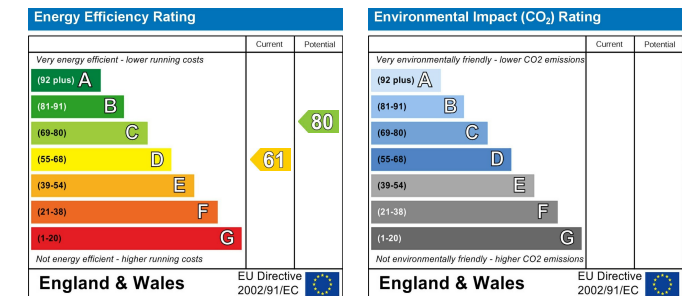 Energy Efficiency Rating
Current Potential
Very energy efficient - lower running costs
(92 plus) A
(81-91) B
(69-80) C
80
(55-68) D
61
(39-54) E
(21-38) F
(1-20) G
Not energy efficient - higher running costs
England & Wales
EU Directive
2002/91/EC
Environmental Impact (CO₂) Rating
Current Potential
Very environmentally friendly - lower CO2 emissions
(92 plus) A
(81-91) B
(69-80) C
(55-68) D
(39-54) E
(21-38) F
(1-20) G
Not environmentally friendly - higher CO2 emissions
England & Wales
EU Directive
2002/91/EC